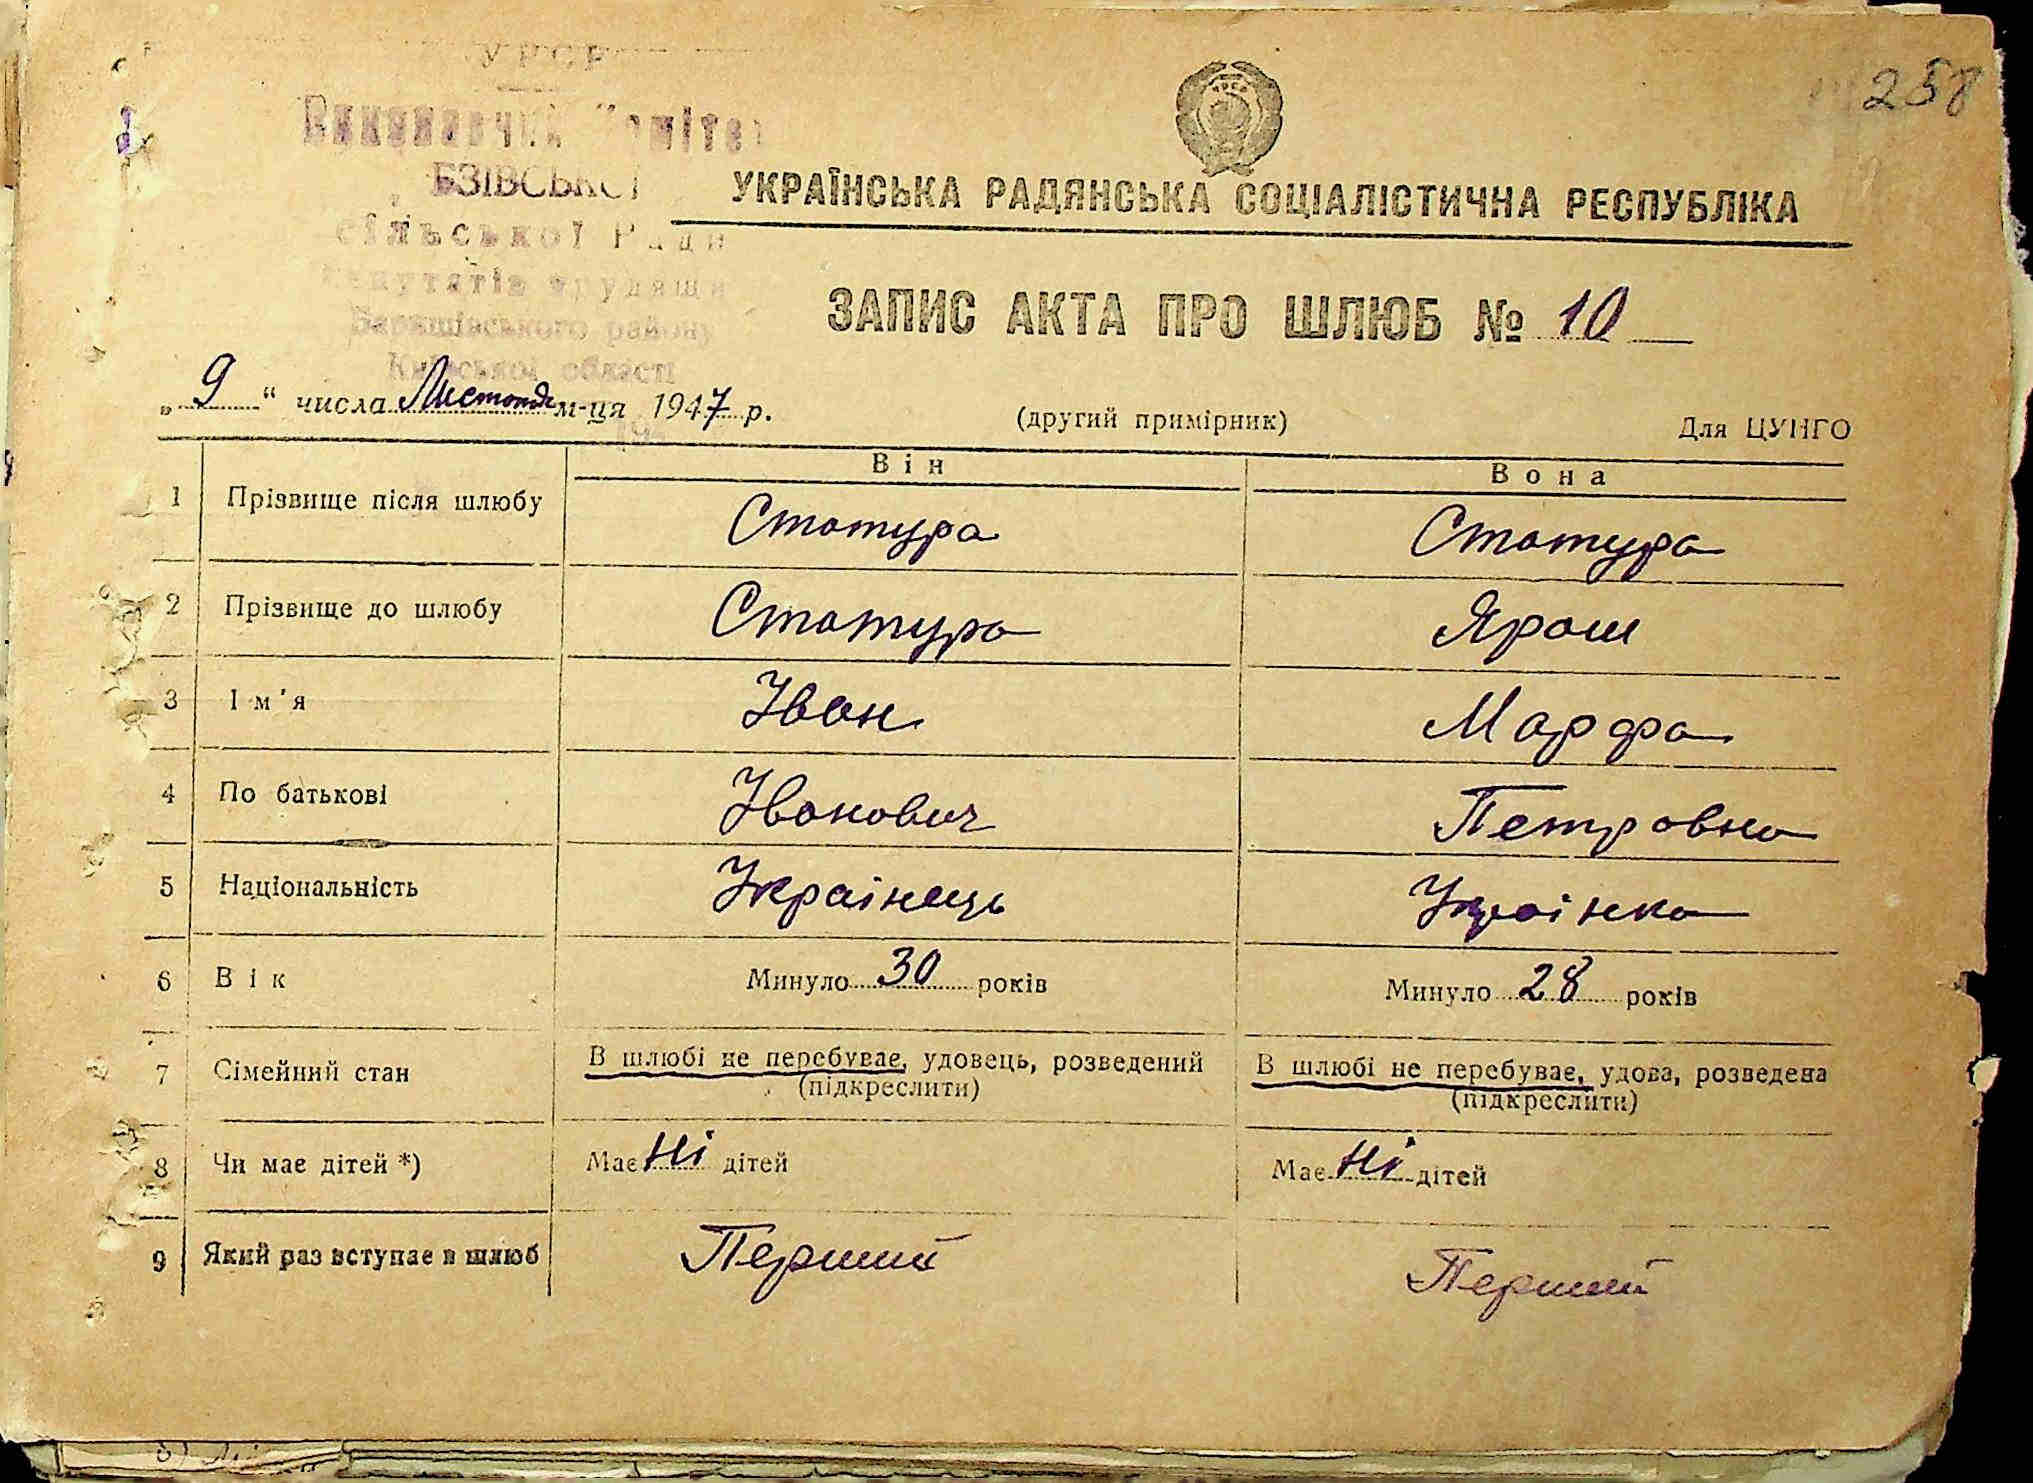 258
УРСР
Виконавчий Комітет
БЗІВСЬКОЇ
сільської Ради
депутатів трудящих
Баришівського району
Київської області
УКРАЇНСЬКА РАДЯНСЬКА СОЦІАЛІСТИЧНА РЕСПУБЛІКА
ЗАПИС АКТА ПРО ШЛЮБ № 10
„ 9 “ числа Листопада м-ця 1947 р. (другий примірник) Для ЦУНГО
Він Вона
1 Прізвище після шлюбу Статура Статура
2 Прізвище до шлюбу Статура Ярош
3 Ім'я Іван Марфа
4 По батькові Іванович Петровна
5 Національність Українець Українка
6 Вік Минуло 30 років Минуло 28 років
7 Сімейний стан В шлюбі не перебуває, удовець, розведений В шлюбі не перебуває, удова, розведена
(підкреслити) (підкреслити)
8 Чи має дітей *) Має Ні дітей Має Ні дітей
9 Який раз вступає в шлюб Перший Перший